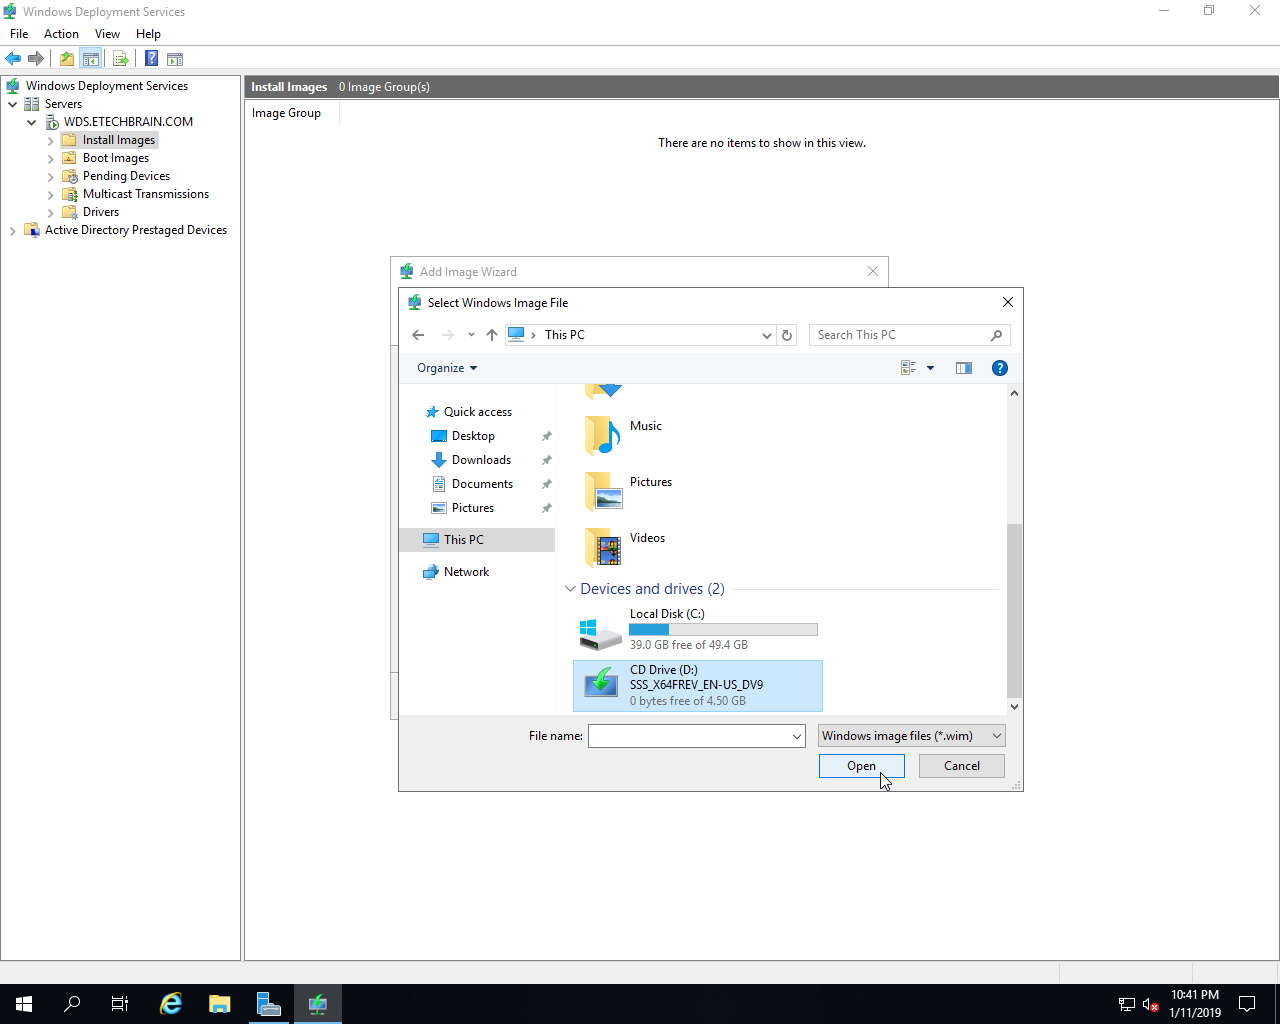 Windows Deployment Services
File Action View Help
Windows Deployment Services
Servers
WDS.ETECHBRAIN.COM
Install Images
Boot Images
Pending Devices
Multicast Transmissions
Drivers
Active Directory Prestaged Devices
Install Images 0 Image Group(s)
Image Group
There are no items to show in this view.
Add Image Wizard
Select Windows Image File
This PC
Search This PC
Organize
Quick access
Desktop
Downloads
Documents
Pictures
This PC
Network
Music
Pictures
Videos
Devices and drives (2)
Local Disk (C:)
39.0 GB free of 49.4 GB
CD Drive (D:)
SSS_X64FREV_EN-US_DV9
0 bytes free of 4.50 GB
File name:
Windows image files (*.wim)
Open
Cancel
10:41 PM
1/11/2019